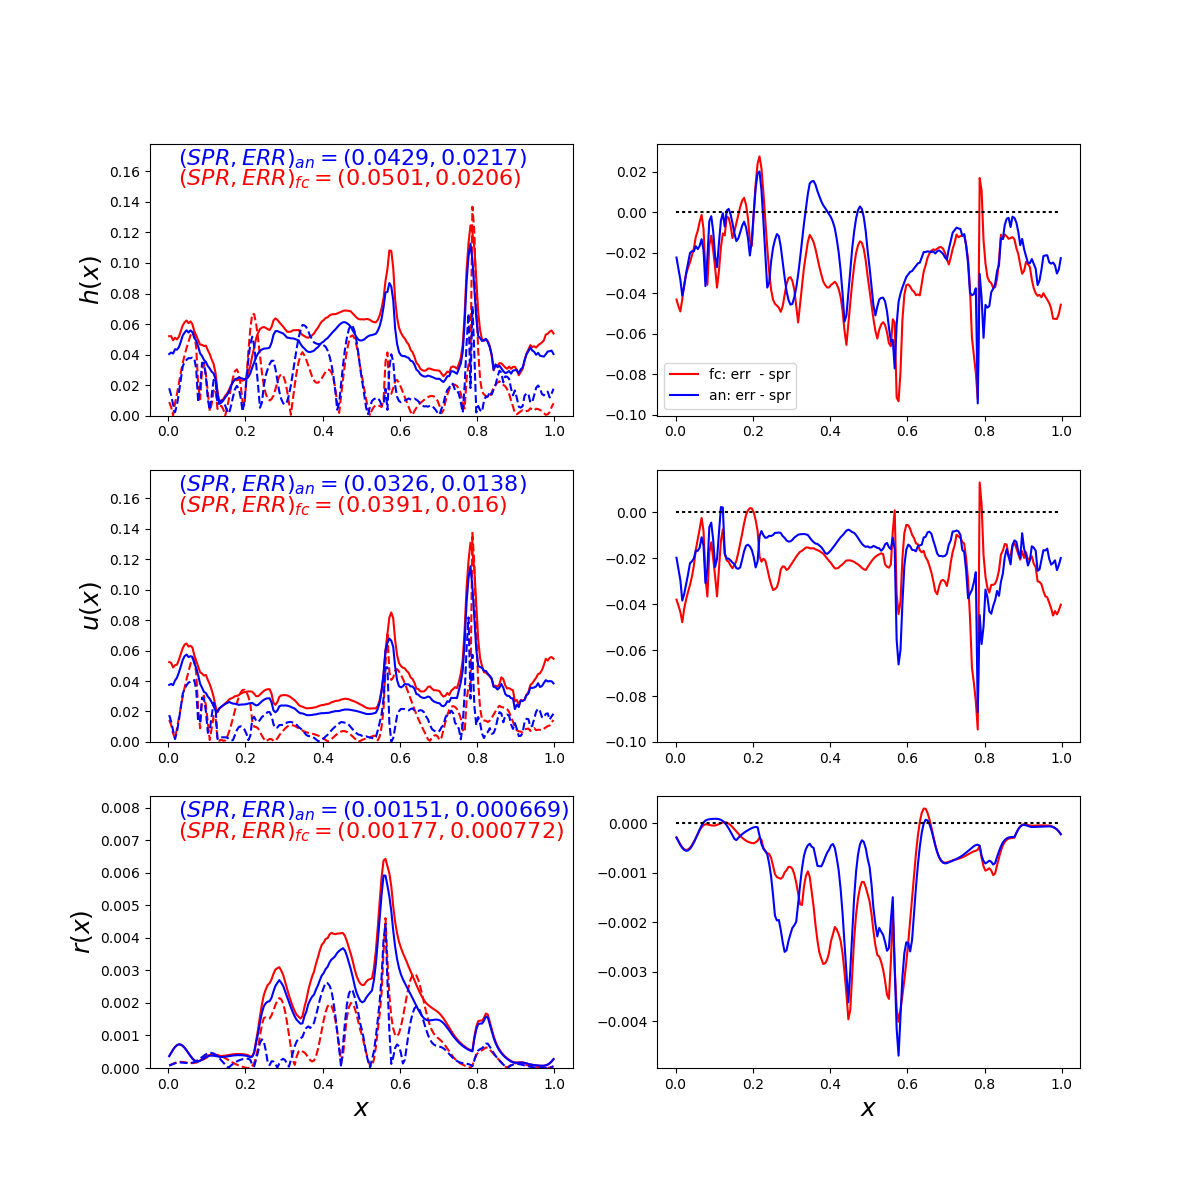 (SPR, ERR)an = (0.0429, 0.0217)
(SPR, ERR)fc = (0.0501, 0.0206)
h(x)
0.16
0.14
0.12
0.10
0.08
0.06
0.04
0.02
0.00
0.0 0.2 0.4 0.6 0.8 1.0
0.02
0.00
−0.02
−0.04
−0.06
−0.08
−0.10
fc: err - spr
an: err - spr
0.0 0.2 0.4 0.6 0.8 1.0
(SPR, ERR)an = (0.0326, 0.0138)
(SPR, ERR)fc = (0.0391, 0.016)
u(x)
0.16
0.14
0.12
0.10
0.08
0.06
0.04
0.02
0.00
0.0 0.2 0.4 0.6 0.8 1.0
0.00
−0.02
−0.04
−0.06
−0.08
−0.10
0.0 0.2 0.4 0.6 0.8 1.0
(SPR, ERR)an = (0.00151, 0.000669)
(SPR, ERR)fc = (0.00177, 0.000772)
r(x)
0.008
0.007
0.006
0.005
0.004
0.003
0.002
0.001
0.000
0.0 0.2 0.4 0.6 0.8 1.0
x
0.000
−0.001
−0.002
−0.003
−0.004
0.0 0.2 0.4 0.6 0.8 1.0
x